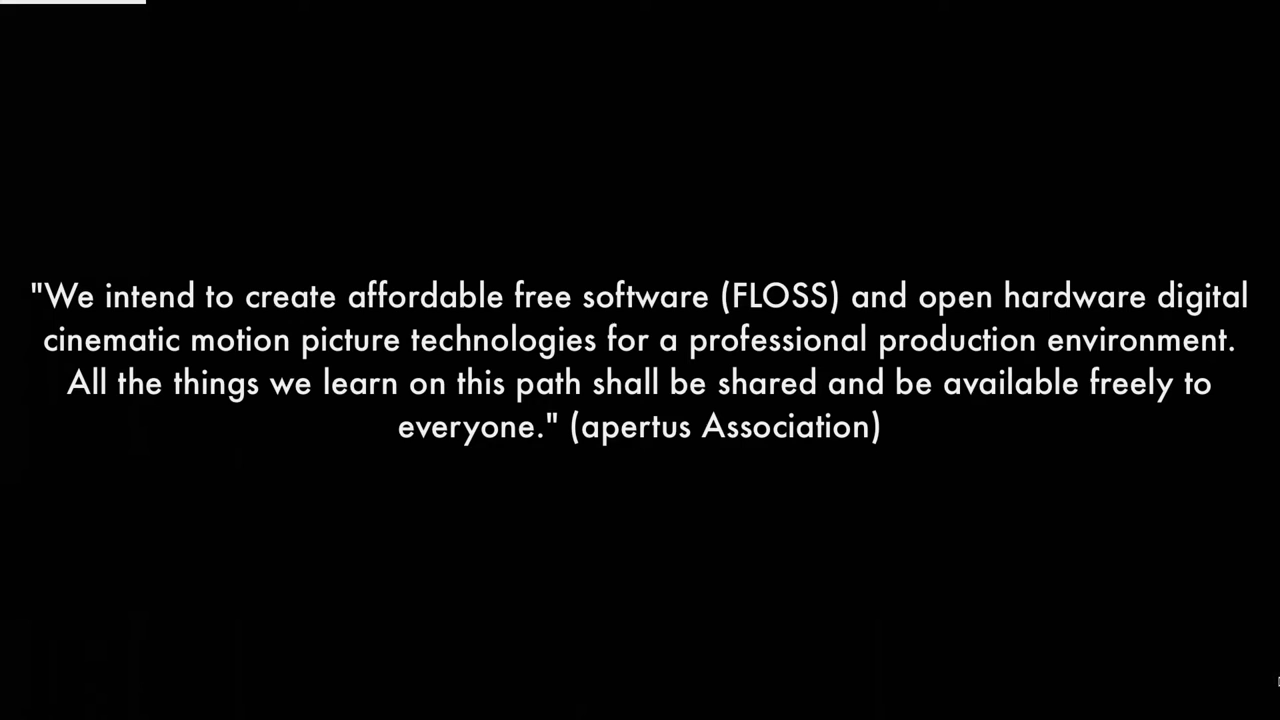 "We intend to create affordable free software (FLOSS) and open hardware digital
cinematic motion picture technologies for a professional production environment.
All the things we learn on this path shall be shared and be available freely to
everyone." (apertus Association)